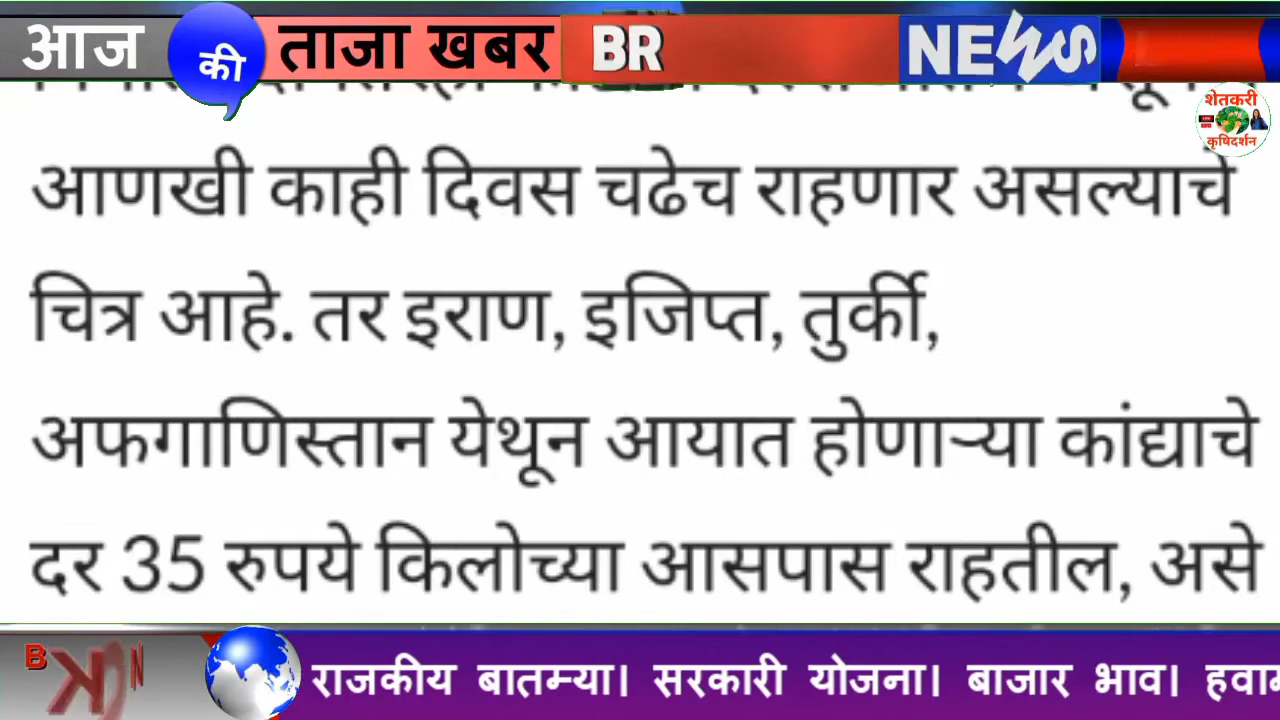 आज की ताजा खबर BR NEWS
शेतकरी
कृषिदर्शन
आणखी काही दिवस चढेच राहणार असल्याचे
चित्र आहे. तर इराण, इजिप्त, तुर्की,
अफगाणिस्तान येथून आयात होणाऱ्या कांद्याचे
दर 35 रुपये किलोच्या आसपास राहतील, असे
राजकीय बातम्या। सरकारी योजना। बाजार भाव।